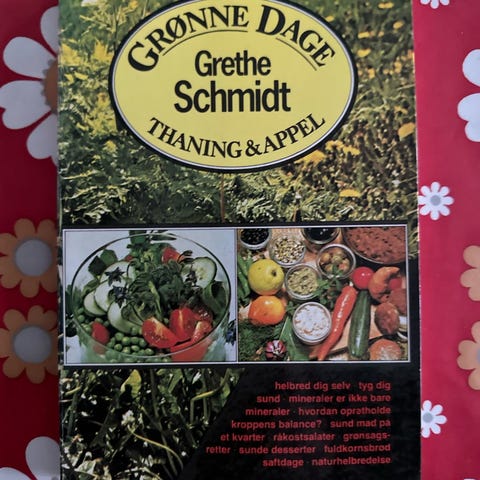 GRØNNE DAGE
Grethe
Schmidt
THANING & APPEL
helbred dig selv · tyg dig
sund · mineraler er ikke bare
mineraler · hvordan opretholde
kroppens balance? · sund mad på
et kvarter · råkostsalater · grønsags-
retter · sunde desserter · fuldkornsbrød
saftdage · naturhelbredelse